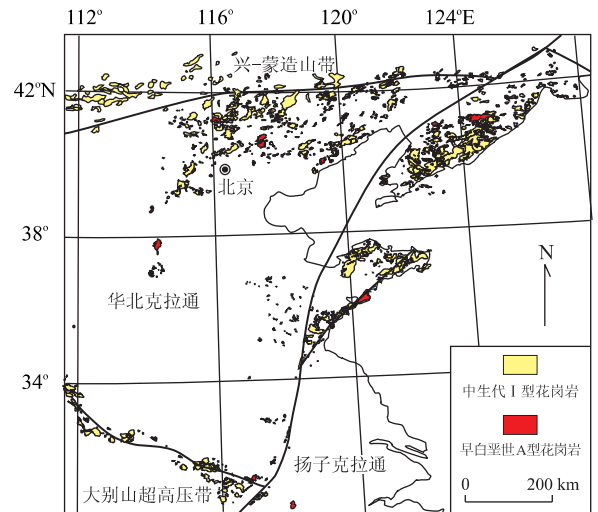 112° 116° 120° 124°E
兴-蒙造山带
42°N
北京
38°
N
华北克拉通
34°
中生代Ⅰ型花岗岩
早白垩世A型花岗岩
扬子克拉通
大别山超高压带
0 200 km